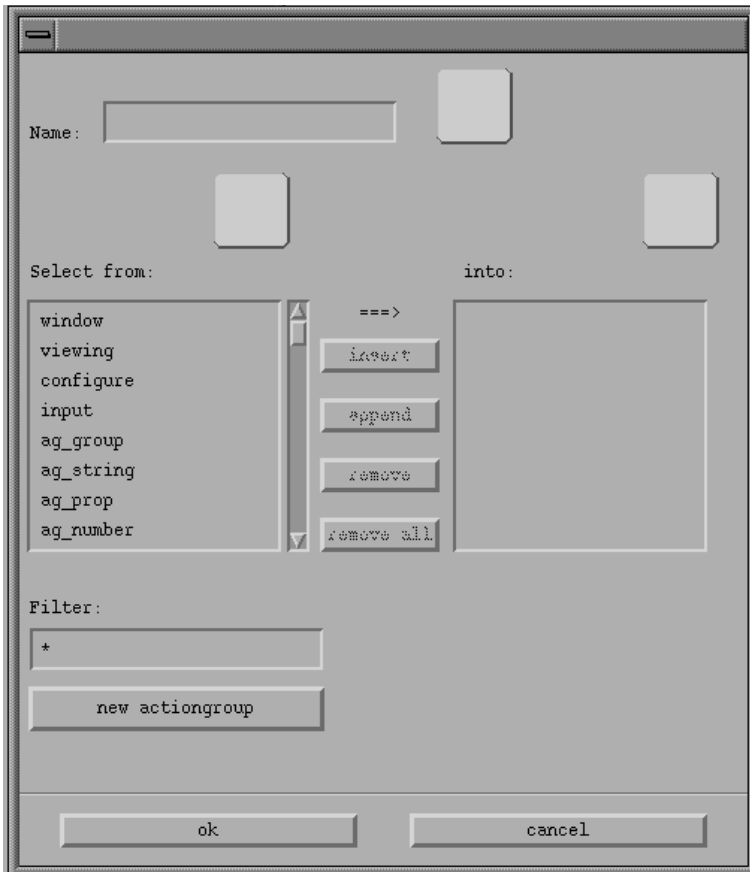 Name:
Select from:
into:
window
viewing
configure
input
ag_group
ag_string
ag_prop
ag_number
===>
insert
append
remove
remove all
Filter:
*
new actiongroup
ok
cancel